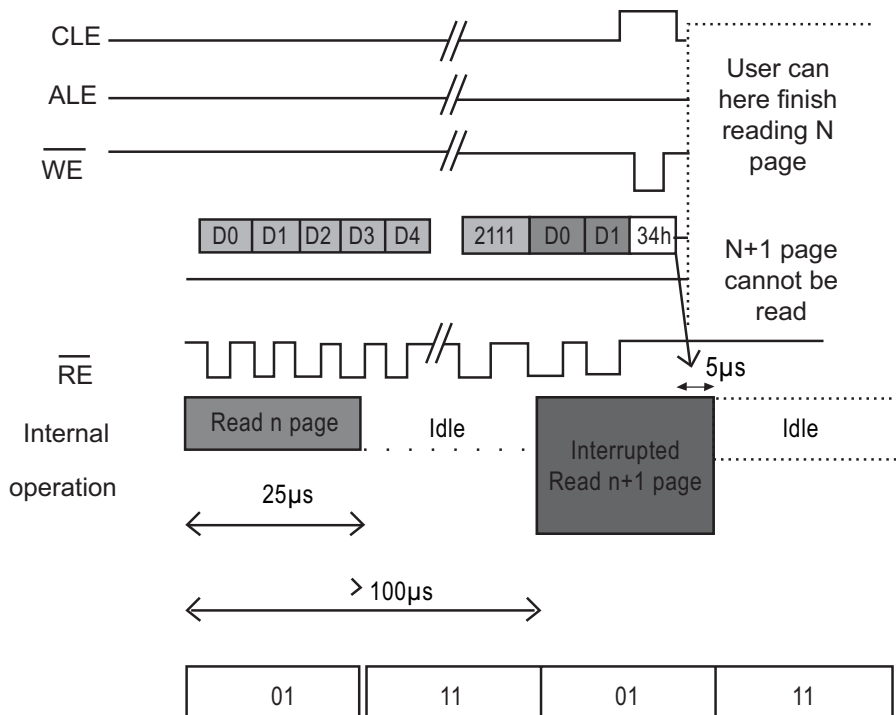 CLE
User can
here finish
reading N
page
ALE
WE
D0 D1 D2 D3 D4 2111 D0 D1 34h
N+1 page
cannot be
read
RE
5µs
Internal
operation
Read n page
Idle
Interrupted
Read n+1 page
Idle
25µs
> 100µs
01 11 01 11